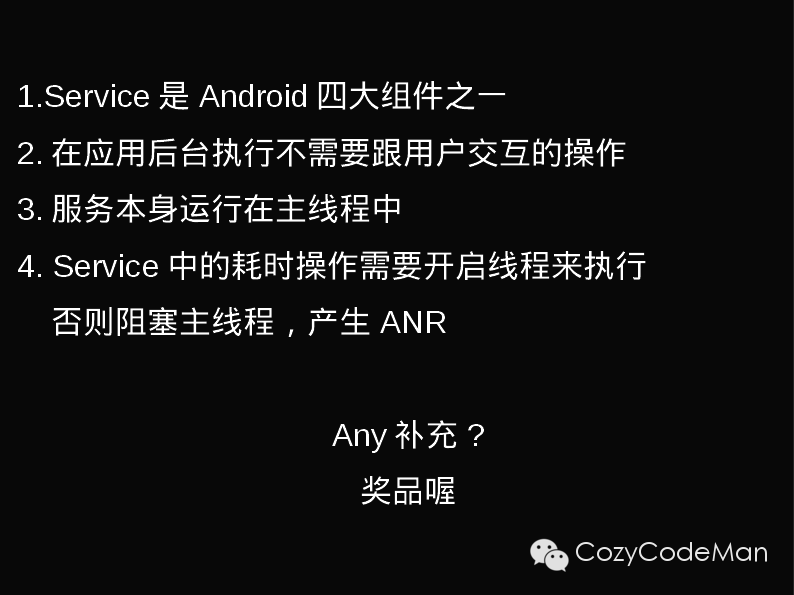 1.Service 是 Android 四大组件之一
2. 在应用后台执行不需要跟用户交互的操作
3. 服务本身运行在主线程中
4. Service 中的耗时操作需要开启线程来执行
否则阻塞主线程，产生 ANR
Any 补充？
奖品喔
CozyCodeMan